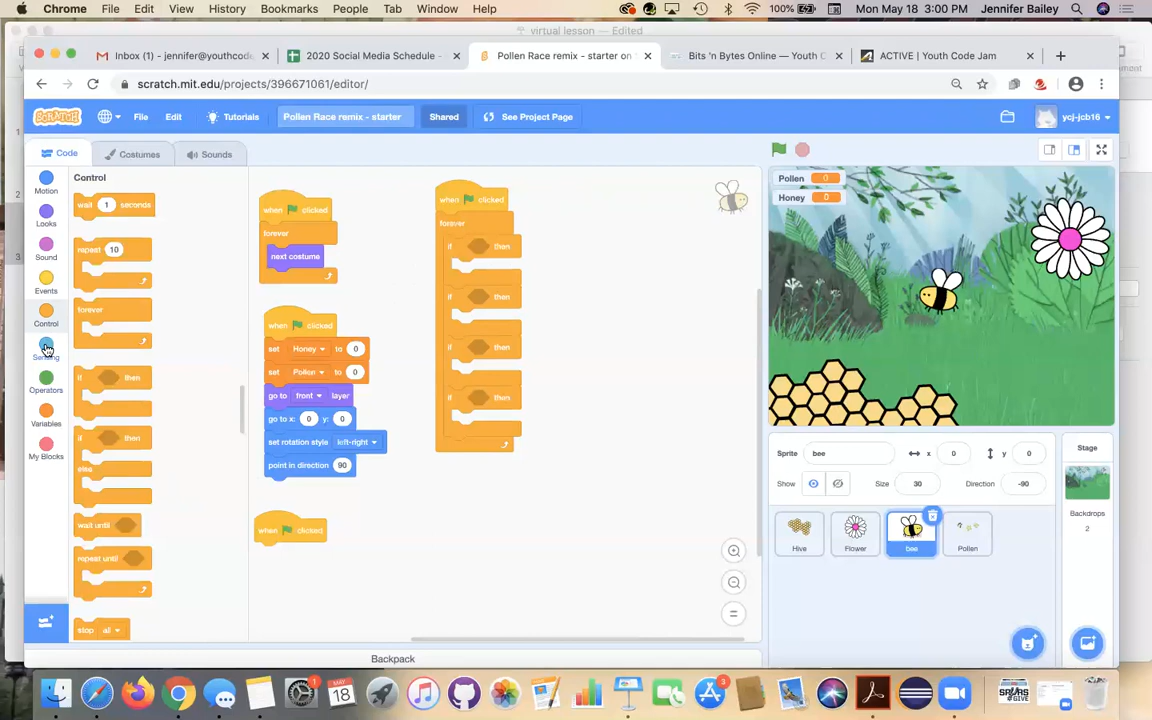 Chrome File Edit View History Bookmarks People Tab Window Help 100% Mon May 18 3:00 PM Jennifer Bailey
virtual lesson — Edited
Inbox (1) - jennifer@youthcod
2020 Social Media Schedule -
Pollen Race remix - starter on
Bits 'n Bytes Online — Youth C
ACTIVE | Youth Code Jam
scratch.mit.edu/projects/396671061/editor/
SCRATCH File Edit Tutorials Pollen Race remix - starter Shared See Project Page ycj-jcb16
Code Costumes Sounds
Motion
Looks
Sound
Events
Control
Sensing
Operators
Variables
My Blocks
Control
wait 1 seconds
repeat 10
forever
if then
if then
else
wait until
repeat until
stop all
when clicked
forever
next costume
when clicked
set Honey to 0
set Pollen to 0
go to front layer
go to x: 0 y: 0
set rotation style left-right
point in direction 90
when clicked
when clicked
forever
if then
if then
if then
if then
Backpack
Pollen 0
Honey 0
Sprite bee x 0 y 0
Show Size 30 Direction -90
Hive Flower bee Pollen
Stage
Backdrops
2
MAY
18
3